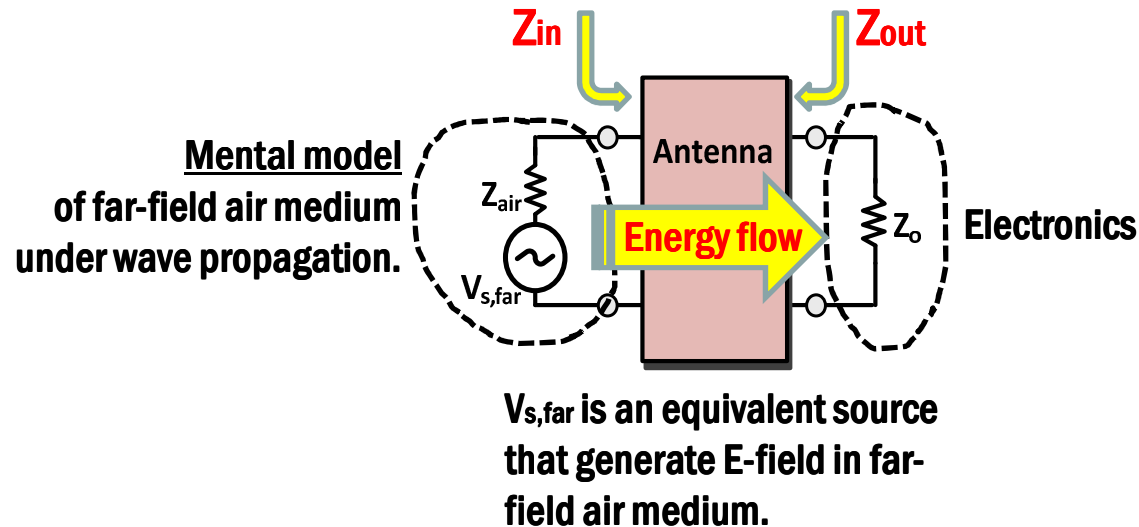 Zin
Zout
Mental model
of far-field air medium
under wave propagation.
Antenna
Zair
Energy flow
Zo
Electronics
Vs,far
Vs,far is an equivalent source
that generate E-field in far-
field air medium.